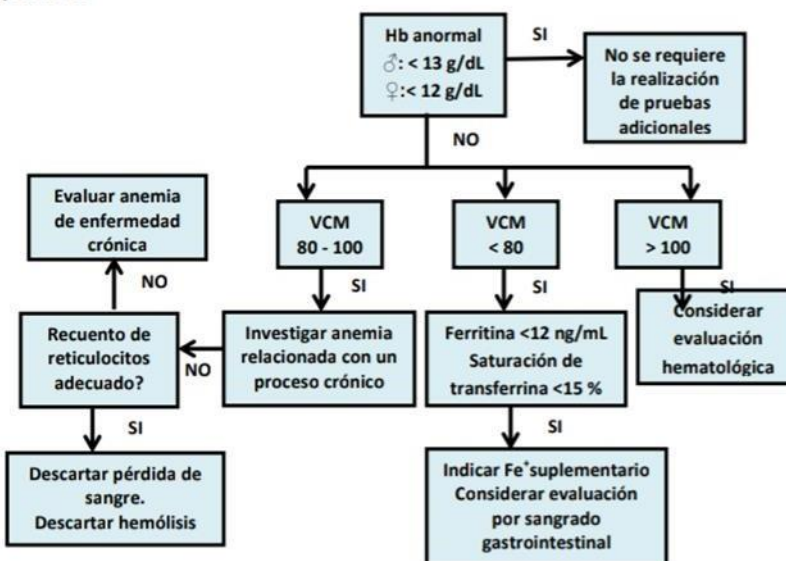 Hb anormal
♂: < 13 g/dL
♀:< 12 g/dL
SI
No se requiere
la realización
de pruebas
adicionales
NO
Evaluar anemia
de enfermedad
crónica
VCM
80 - 100
VCM
< 80
VCM
> 100
NO
SI
SI
SI
Recuento de
reticulocitos
adecuado?
NO
Investigar anemia
relacionada con un
proceso crónico
Ferritina <12 ng/mL
Saturación de
transferrina <15 %
Considerar
evaluación
hematológica
SI
SI
Descartar pérdida de
sangre.
Descartar hemólisis
Indicar Fe⁺suplementario
Considerar evaluación
por sangrado
gastrointestinal